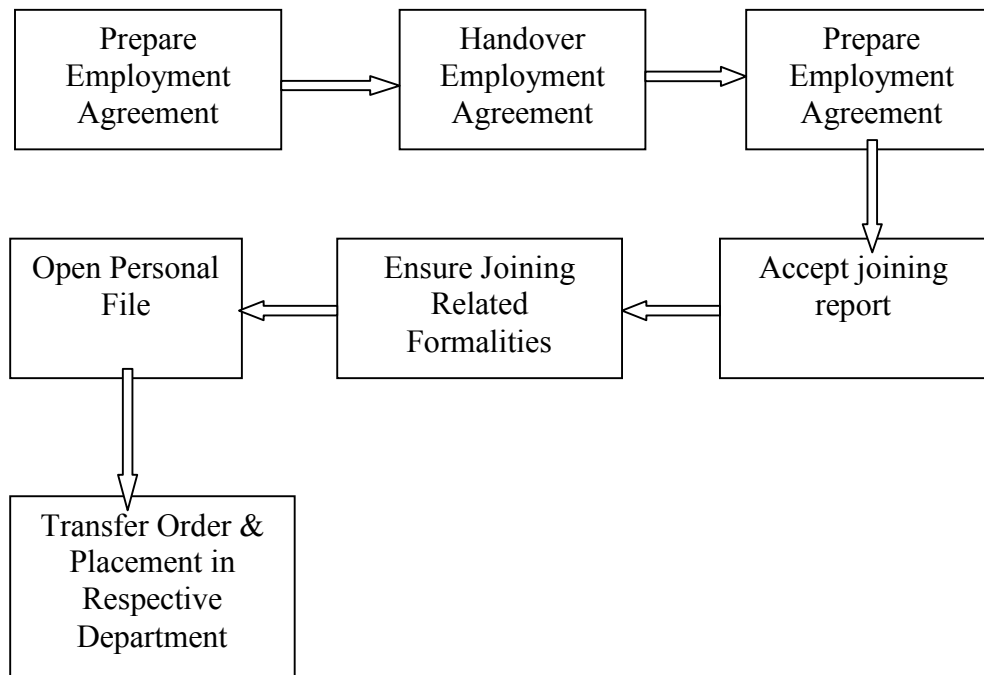 Prepare
Employment
Agreement
Handover
Employment
Agreement
Prepare
Employment
Agreement
Accept joining
report
Ensure Joining
Related
Formalities
Open Personal
File
Transfer Order &
Placement in
Respective
Department